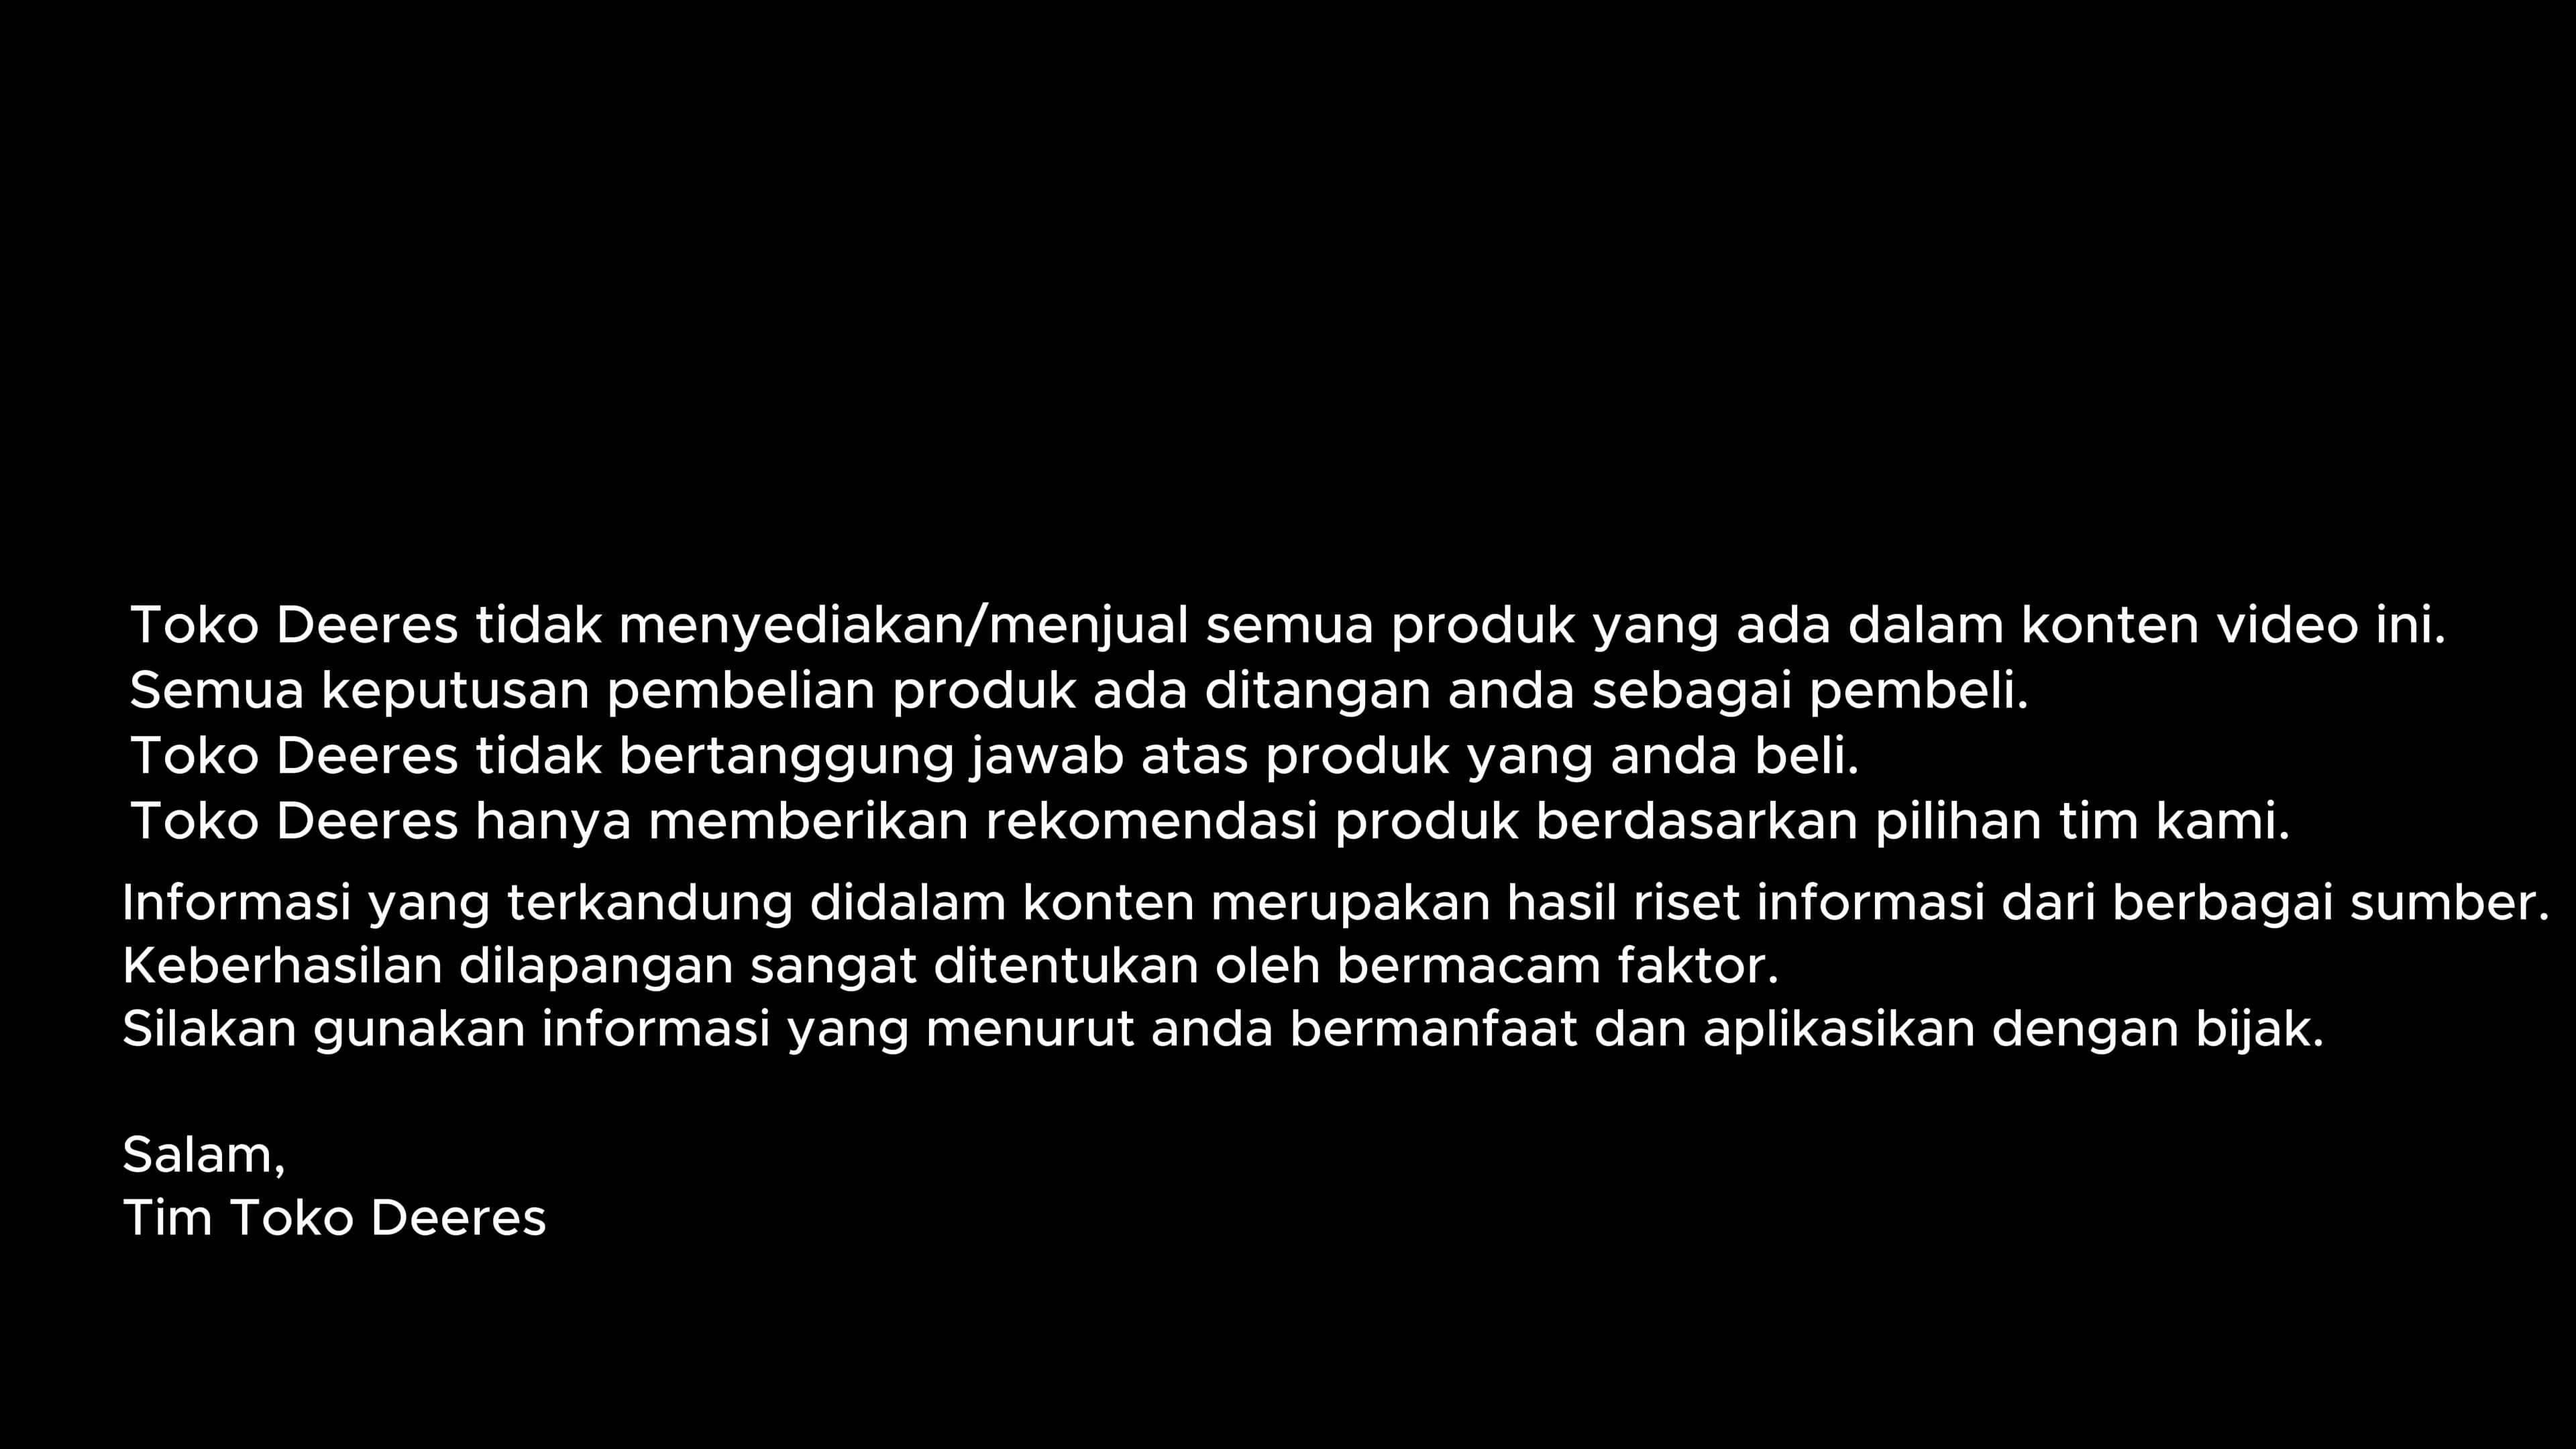 Toko Deeres tidak menyediakan/menjual semua produk yang ada dalam konten video ini.
Semua keputusan pembelian produk ada ditangan anda sebagai pembeli.
Toko Deeres tidak bertanggung jawab atas produk yang anda beli.
Toko Deeres hanya memberikan rekomendasi produk berdasarkan pilihan tim kami.
Informasi yang terkandung didalam konten merupakan hasil riset informasi dari berbagai sumber.
Keberhasilan dilapangan sangat ditentukan oleh bermacam faktor.
Silakan gunakan informasi yang menurut anda bermanfaat dan aplikasikan dengan bijak.
Salam,
Tim Toko Deeres